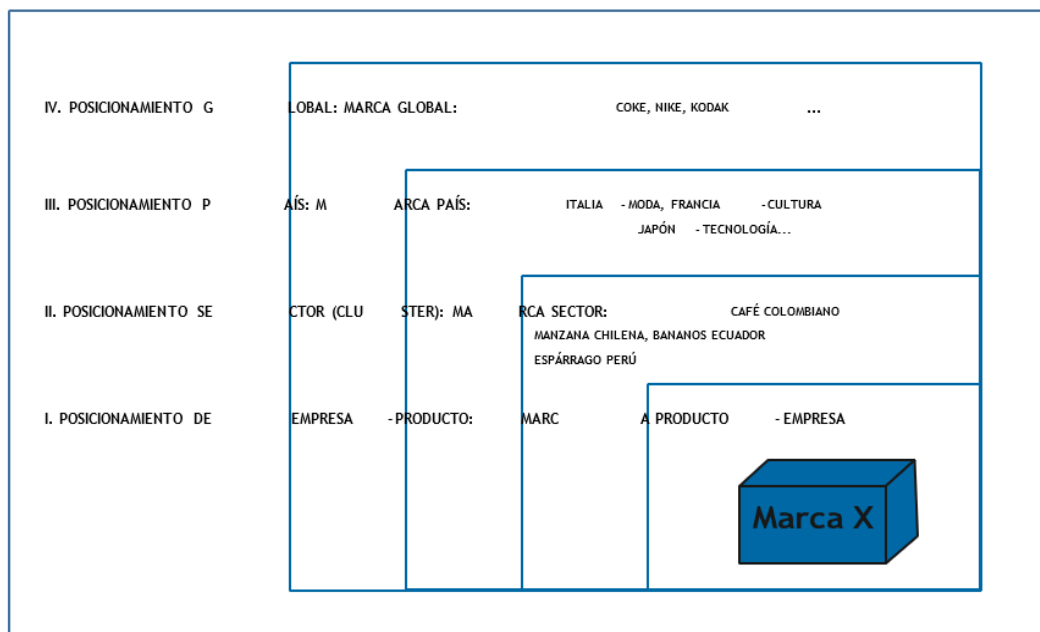 IV. POSICIONAMIENTO GLOBAL: MARCA GLOBAL: COKE, NIKE, KODAK ...
III. POSICIONAMIENTO PAÍS: MARCA PAÍS: ITALIA - MODA, FRANCIA - CULTURA
JAPÓN - TECNOLOGÍA...
II. POSICIONAMIENTO SECTOR (CLUSTER): MARCA SECTOR: CAFÉ COLOMBIANO
MANZANA CHILENA, BANANOS ECUADOR
ESPÁRRAGO PERÚ
I. POSICIONAMIENTO DE EMPRESA - PRODUCTO: MARCA PRODUCTO - EMPRESA
Marca X